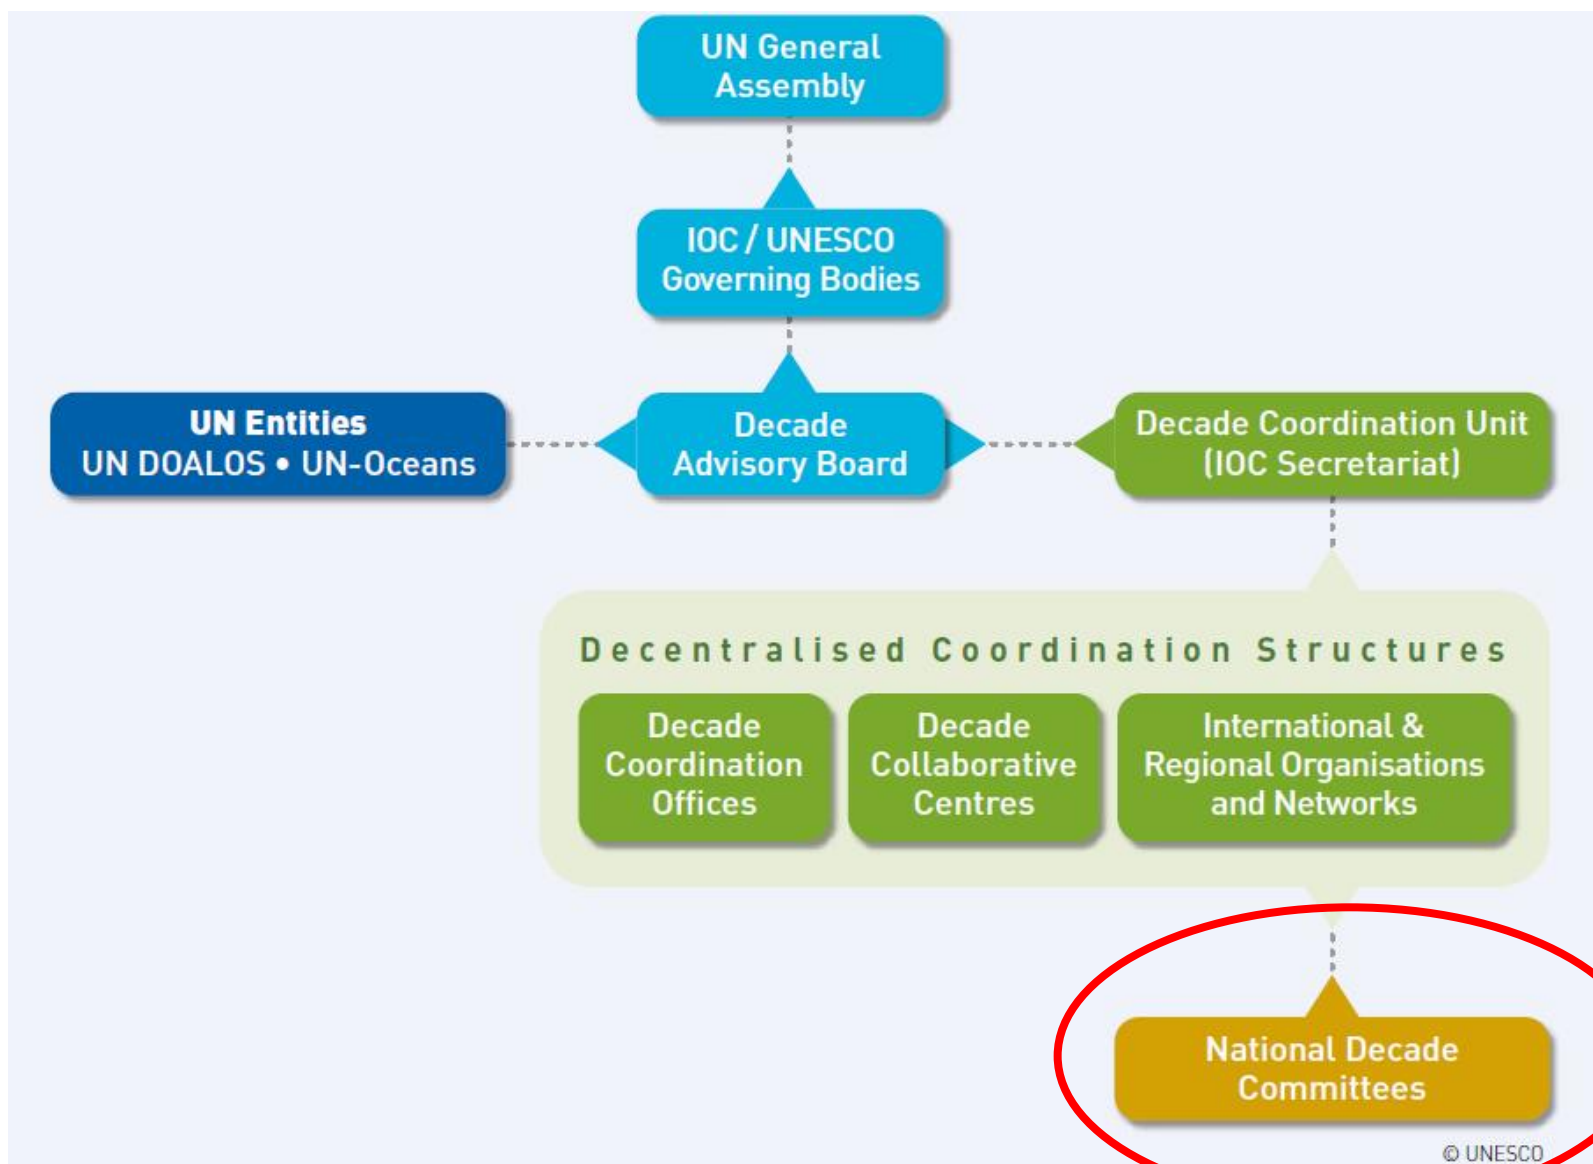 UN General
Assembly
IOC / UNESCO
Governing Bodies
UN Entities
UN DOALOS • UN-Oceans
Decade
Advisory Board
Decade Coordination Unit
(IOC Secretariat)
Decentralised Coordination Structures
Decade
Coordination
Offices
Decade
Collaborative
Centres
International &
Regional Organisations
and Networks
National Decade
Committees
© UNESCO